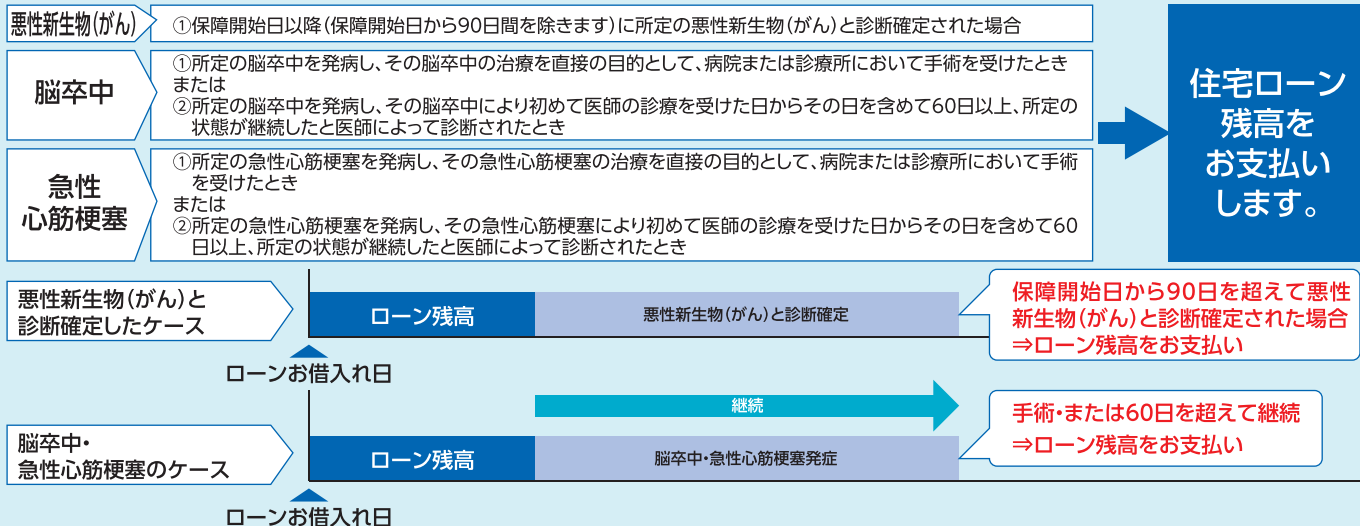 悪性新生物(がん)
①保障開始日以降(保障開始日から90日間を除きます)に所定の悪性新生物(がん)と診断確定された場合
脳卒中
①所定の脳卒中を発病し、その脳卒中の治療を直接の目的として、病院または診療所において手術を受けたとき
または
②所定の脳卒中を発病し、その脳卒中により初めて医師の診療を受けた日からその日を含めて60日以上、所定の
状態が継続したと医師によって診断されたとき
急性
心筋梗塞
①所定の急性心筋梗塞を発病し、その急性心筋梗塞の治療を直接の目的として、病院または診療所において手術
を受けたとき
または
②所定の急性心筋梗塞を発病し、その急性心筋梗塞により初めて医師の診療を受けた日からその日を含めて60
日以上、所定の状態が継続したと医師によって診断されたとき
住宅ローン
残高を
お支払い
します。
悪性新生物(がん)と
診断確定したケース
ローン残高
悪性新生物(がん)と診断確定
保障開始日から90日を超えて悪性
新生物(がん)と診断確定された場合
⇒ローン残高をお支払い
ローンお借入れ日
継続
脳卒中・
急性心筋梗塞のケース
ローン残高
脳卒中・急性心筋梗塞発症
手術・または60日を超えて継続
⇒ローン残高をお支払い
ローンお借入れ日